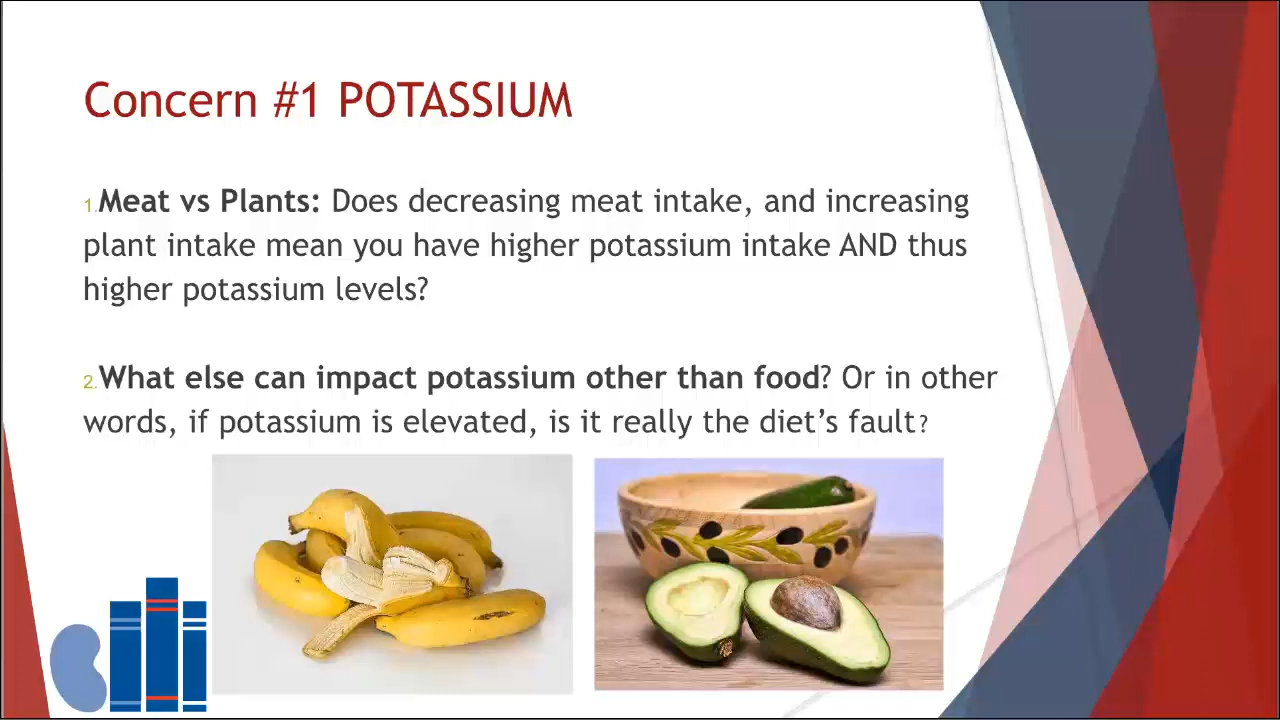 Concern #1 POTASSIUM
1.Meat vs Plants: Does decreasing meat intake, and increasing
plant intake mean you have higher potassium intake AND thus
higher potassium levels?
2.What else can impact potassium other than food? Or in other
words, if potassium is elevated, is it really the diet’s fault?